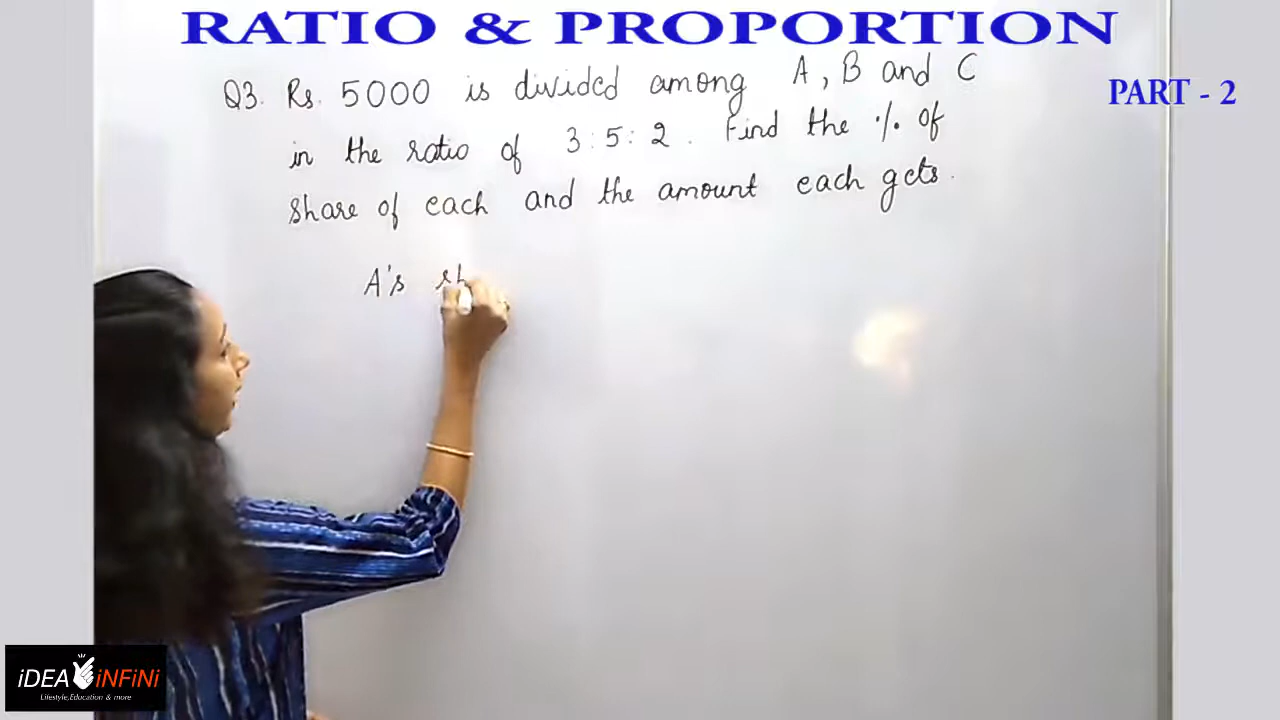 RATIO & PROPORTION
PART - 2
Q3. Rs. 5000 is divided among A, B and C
in the ratio of 3:5:2. Find the % of
share of each and the amount each gets.
A's sh
iDEA iNFiNi
Lifestyle,Education & more